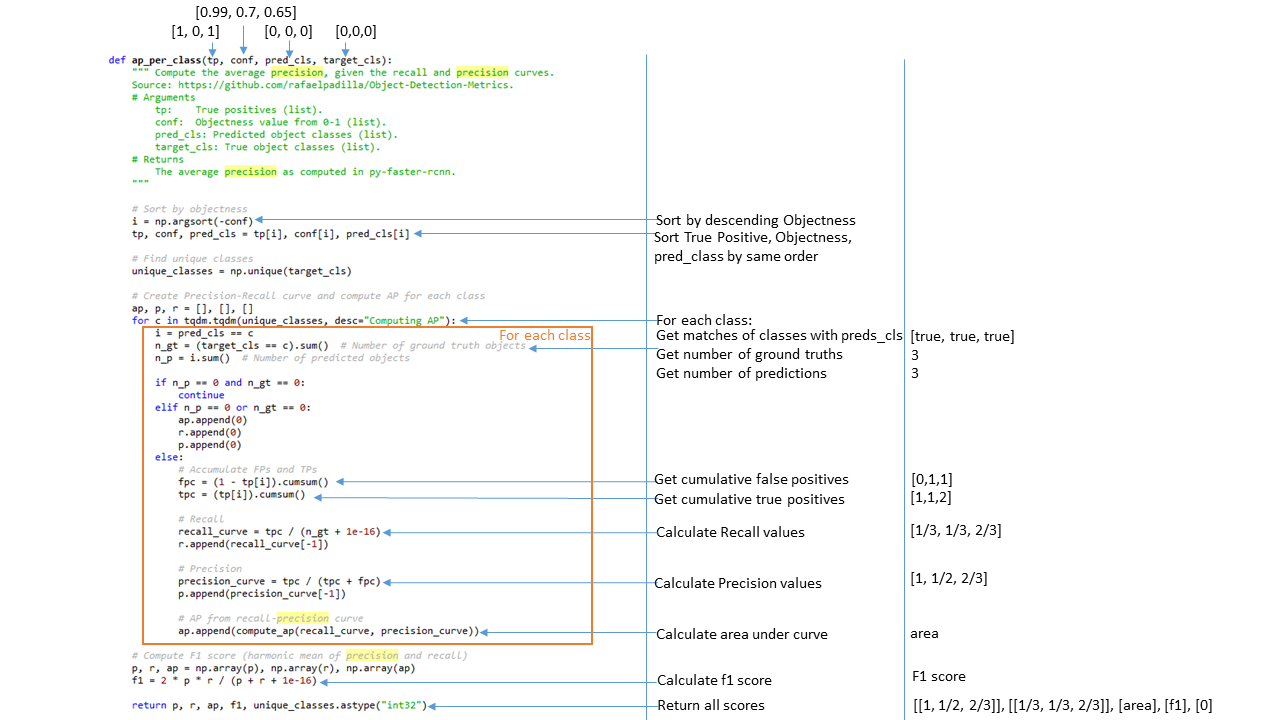 [0.99, 0.7, 0.65]
[1, 0, 1] [0, 0, 0] [0,0,0]
def ap_per_class(tp, conf, pred_cls, target_cls):
""" Compute the average precision, given the recall and precision curves.
Source: https://github.com/rafaelpadilla/Object-Detection-Metrics.
# Arguments
tp: True positives (list).
conf: Objectness value from 0-1 (list).
pred_cls: Predicted object classes (list).
target_cls: True object classes (list).
# Returns
The average precision as computed in py-faster-rcnn.
"""
# Sort by objectness
i = np.argsort(-conf)
tp, conf, pred_cls = tp[i], conf[i], pred_cls[i]
# Find unique classes
unique_classes = np.unique(target_cls)
# Create Precision-Recall curve and compute AP for each class
ap, p, r = [], [], []
for c in tqdm.tqdm(unique_classes, desc="Computing AP"):
i = pred_cls == c
n_gt = (target_cls == c).sum() # Number of ground truth objects
n_p = i.sum() # Number of predicted objects
if n_p == 0 and n_gt == 0:
continue
elif n_p == 0 or n_gt == 0:
ap.append(0)
r.append(0)
p.append(0)
else:
# Accumulate FPs and TPs
fpc = (1 - tp[i]).cumsum()
tpc = (tp[i]).cumsum()
# Recall
recall_curve = tpc / (n_gt + 1e-16)
r.append(recall_curve[-1])
# Precision
precision_curve = tpc / (tpc + fpc)
p.append(precision_curve[-1])
# AP from recall-precision curve
ap.append(compute_ap(recall_curve, precision_curve))
# Compute F1 score (harmonic mean of precision and recall)
p, r, ap = np.array(p), np.array(r), np.array(ap)
f1 = 2 * p * r / (p + r + 1e-16)
return p, r, ap, f1, unique_classes.astype("int32")
For each class
Sort by descending Objectness
Sort True Positive, Objectness,
pred_class by same order
For each class:
Get matches of classes with preds_cls
Get number of ground truths
Get number of predictions
Get cumulative false positives
Get cumulative true positives
Calculate Recall values
Calculate Precision values
Calculate area under curve
Calculate f1 score
Return all scores
[true, true, true]
3
3
[0,1,1]
[1,1,2]
[1/3, 1/3, 2/3]
[1, 1/2, 2/3]
area
F1 score
[[1, 1/2, 2/3]], [[1/3, 1/3, 2/3]], [area], [f1], [0]